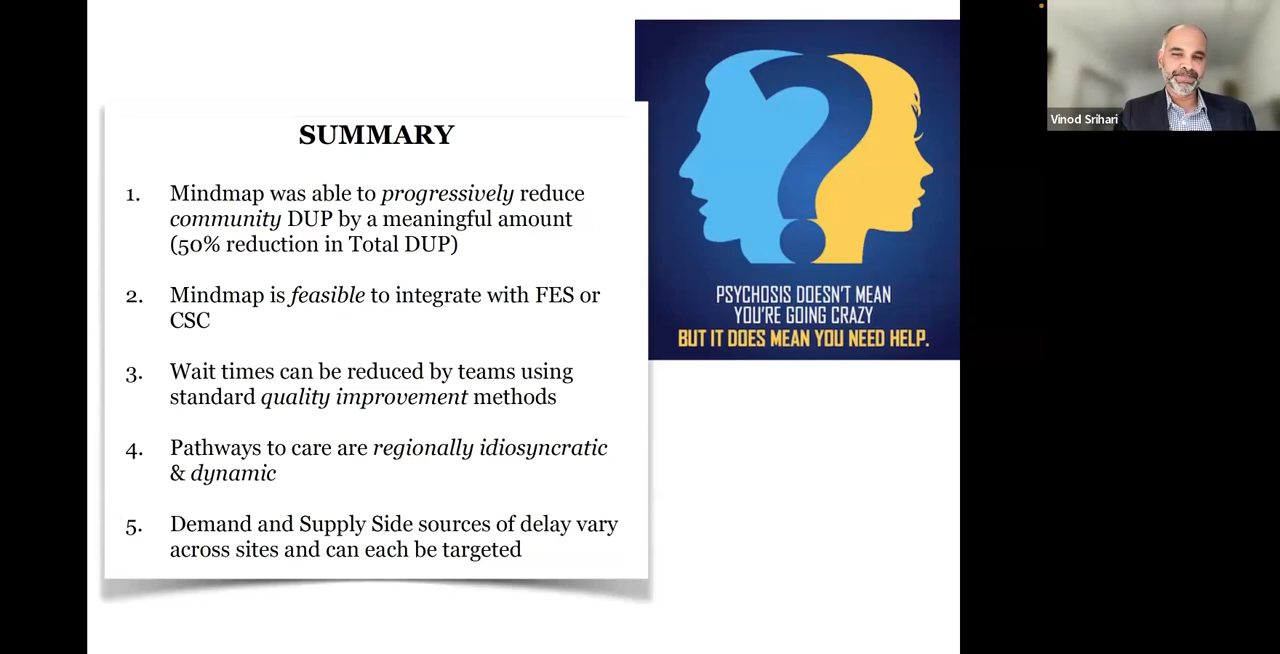 SUMMARY
1. Mindmap was able to progressively reduce
community DUP by a meaningful amount
(50% reduction in Total DUP)
2. Mindmap is feasible to integrate with FES or
CSC
3. Wait times can be reduced by teams using
standard quality improvement methods
4. Pathways to care are regionally idiosyncratic
& dynamic
5. Demand and Supply Side sources of delay vary
across sites and can each be targeted
PSYCHOSIS DOESN'T MEAN
YOU'RE GOING CRAZY
BUT IT DOES MEAN YOU NEED HELP.
Vinod Srihari